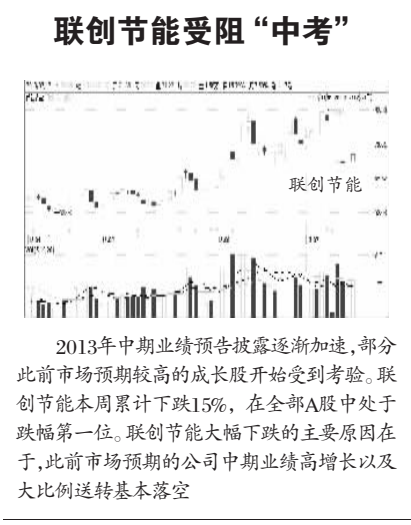 联创节能受阻“中考”
联创节能
2013年中期业绩预告披露逐渐加速,部分
此前市场预期较高的成长股开始受到考验。联
创节能本周累计下跌15%，在全部A股中处于
跌幅第一位。联创节能大幅下跌的主要原因在
于,此前市场预期的公司中期业绩高增长以及
大比例送转基本落空